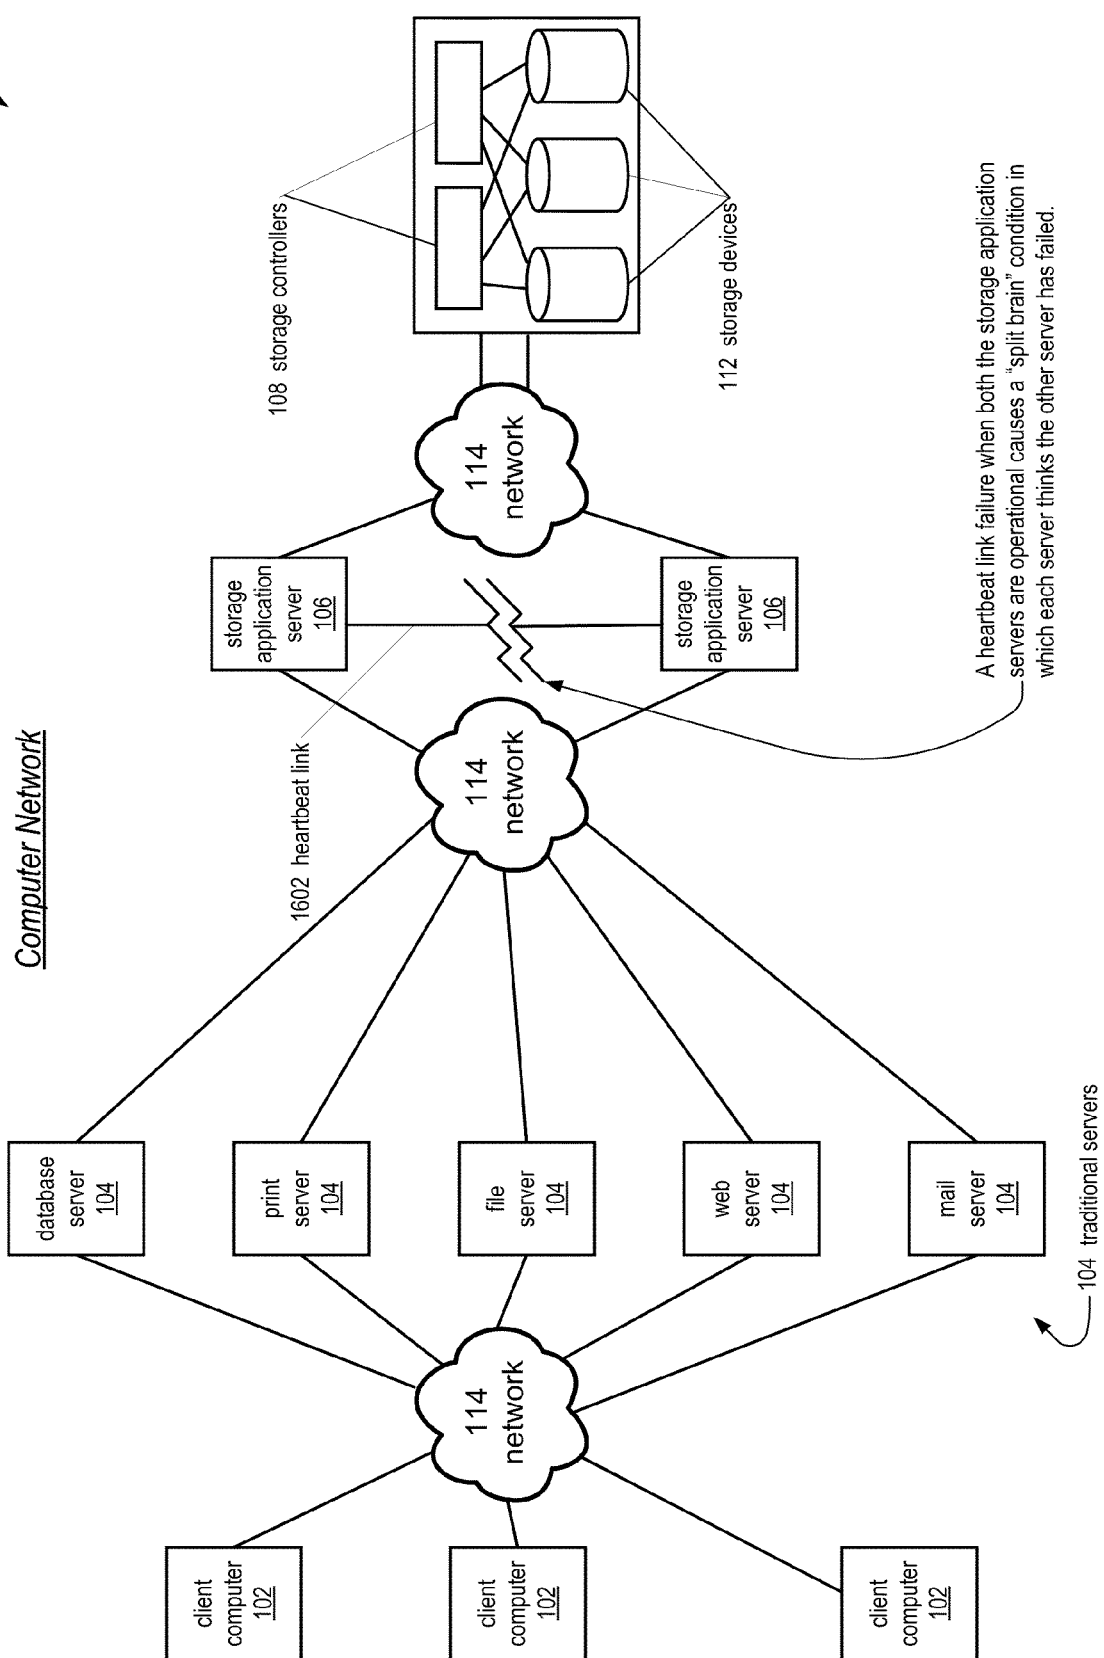 Computer Network
client
computer
102
client
computer
102
client
computer
102
114
network
database
server
104
print
server
104
file
server
104
web
server
104
mail
server
104
104 traditional servers
114
network
1602 heartbeat link
storage
application
server
106
storage
application
server
106
114
network
108 storage controllers
112 storage devices
A heartbeat link failure when both the storage application
servers are operational causes a “split brain” condition in
which each server thinks the other server has failed.